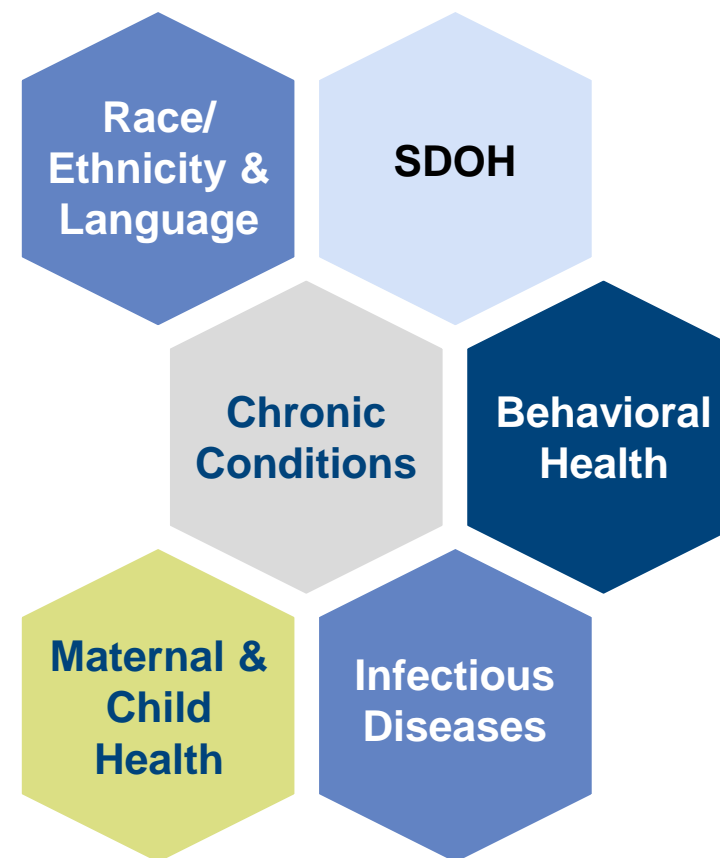 Race/
Ethnicity &
Language
SDOH
Chronic
Conditions
Behavioral
Health
Maternal &
Child
Health
Infectious
Diseases